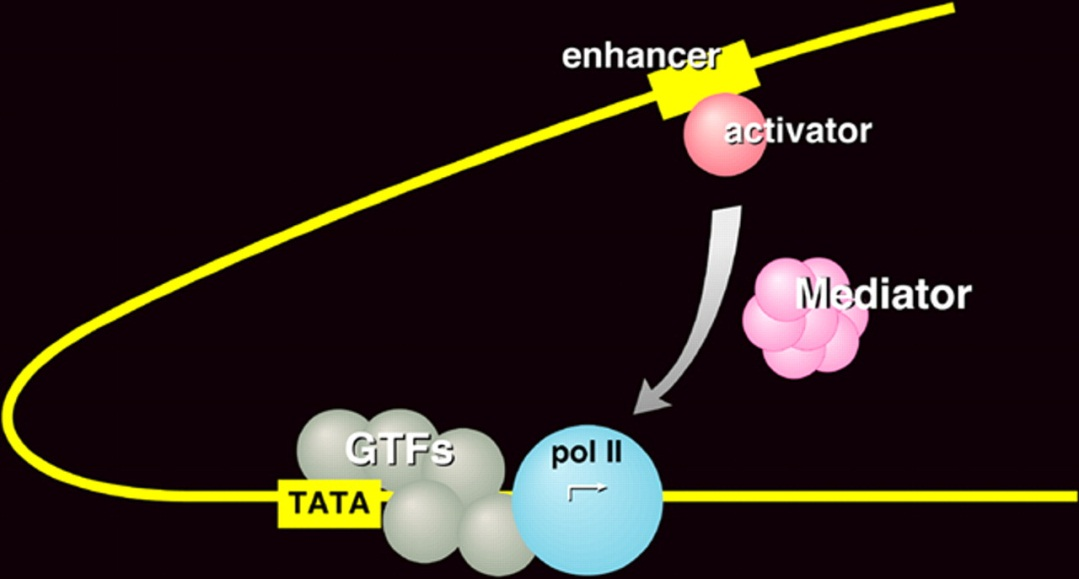 enhancer
activator
Mediator
GTFs
pol II
TATA